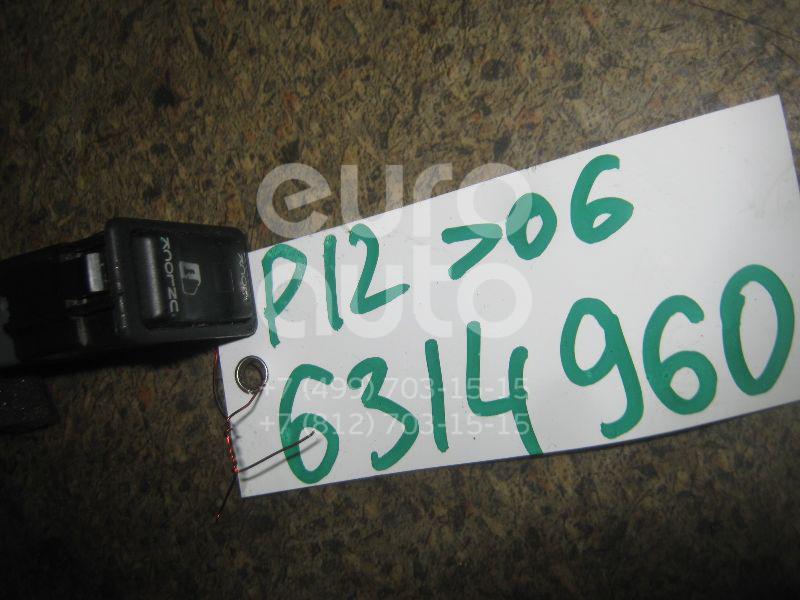 euro
auto
P12 >06
6314960
+7 (499) 703-15-15
+7 (812) 703-15-15